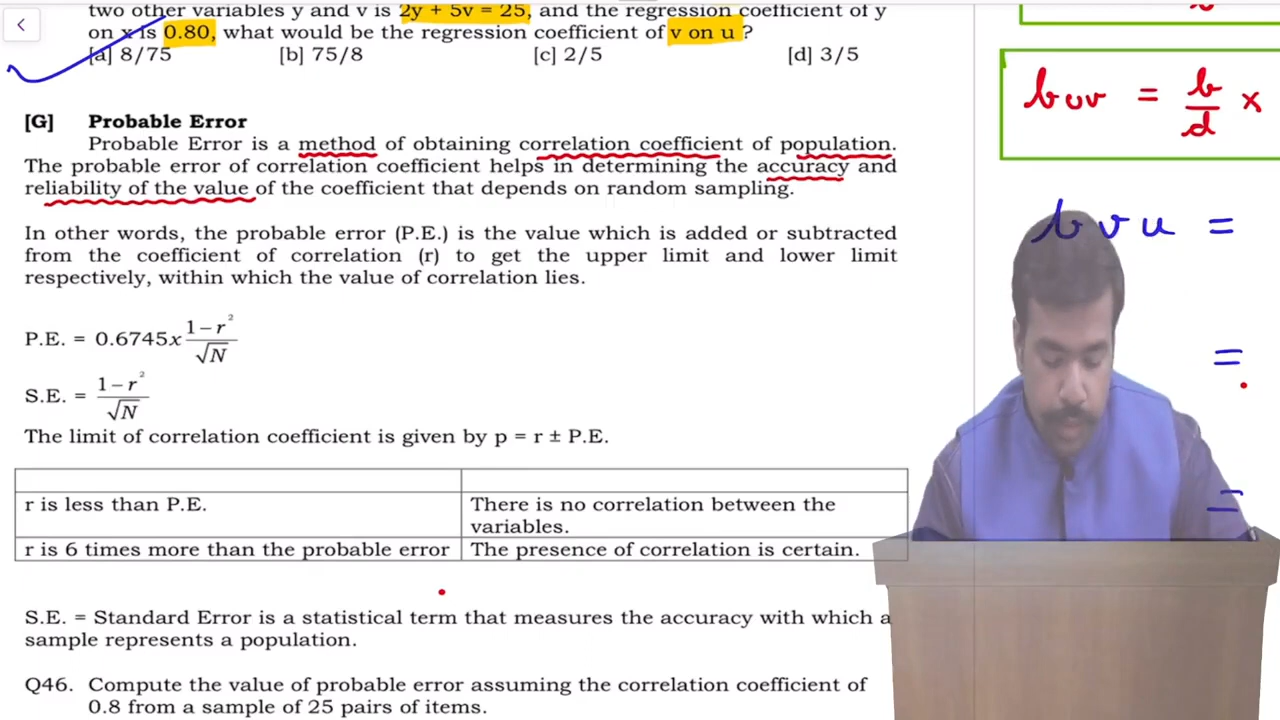 two other variables y and v is 2y + 5v = 25, and the regression coefficient of y
on x is 0.80, what would be the regression coefficient of v on u ?
[a] 8/75 [b] 75/8 [c] 2/5 [d] 3/5
[G] Probable Error
Probable Error is a method of obtaining correlation coefficient of population.
The probable error of correlation coefficient helps in determining the accuracy and
reliability of the value of the coefficient that depends on random sampling.
In other words, the probable error (P.E.) is the value which is added or subtracted
from the coefficient of correlation (r) to get the upper limit and lower limit
respectively, within which the value of correlation lies.
P.E. = 0.6745x (1−r²)/√N
S.E. = (1−r²)/√N
The limit of correlation coefficient is given by p = r ± P.E.
r is less than P.E. There is no correlation between the
variables.
r is 6 times more than the probable error The presence of correlation is certain.
S.E. = Standard Error is a statistical term that measures the accuracy with which a
sample represents a population.
Q46. Compute the value of probable error assuming the correlation coefficient of
0.8 from a sample of 25 pairs of items.
buv = b/d x
bvu =
=
=